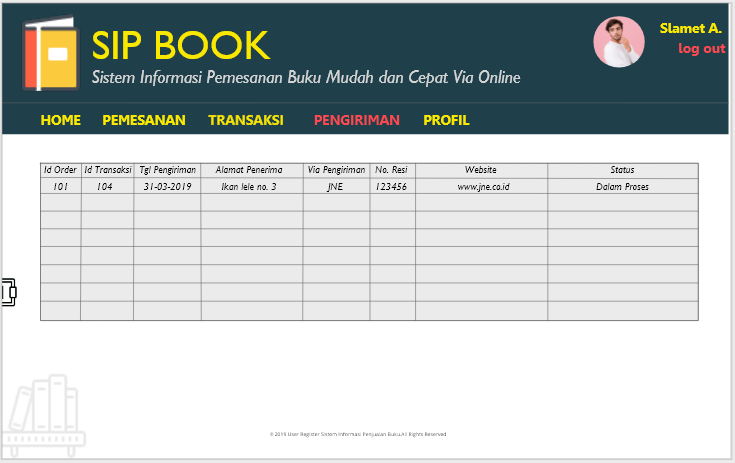 SIP BOOK
Sistem Informasi Pemesanan Buku Mudah dan Cepat Via Online
Slamet A.
log out
HOME PEMESANAN TRANSAKSI PENGIRIMAN PROFIL
Id Order Id Transaksi Tgl Pengiriman Alamat Penerima Via Pengiriman No. Resi Website Status
101 104 31-03-2019 Ikan lele no. 3 JNE 123456 www.jne.co.id Dalam Proses
© 2019 User Register Sistem Informasi Penjualan Buku.All Rights Reserved